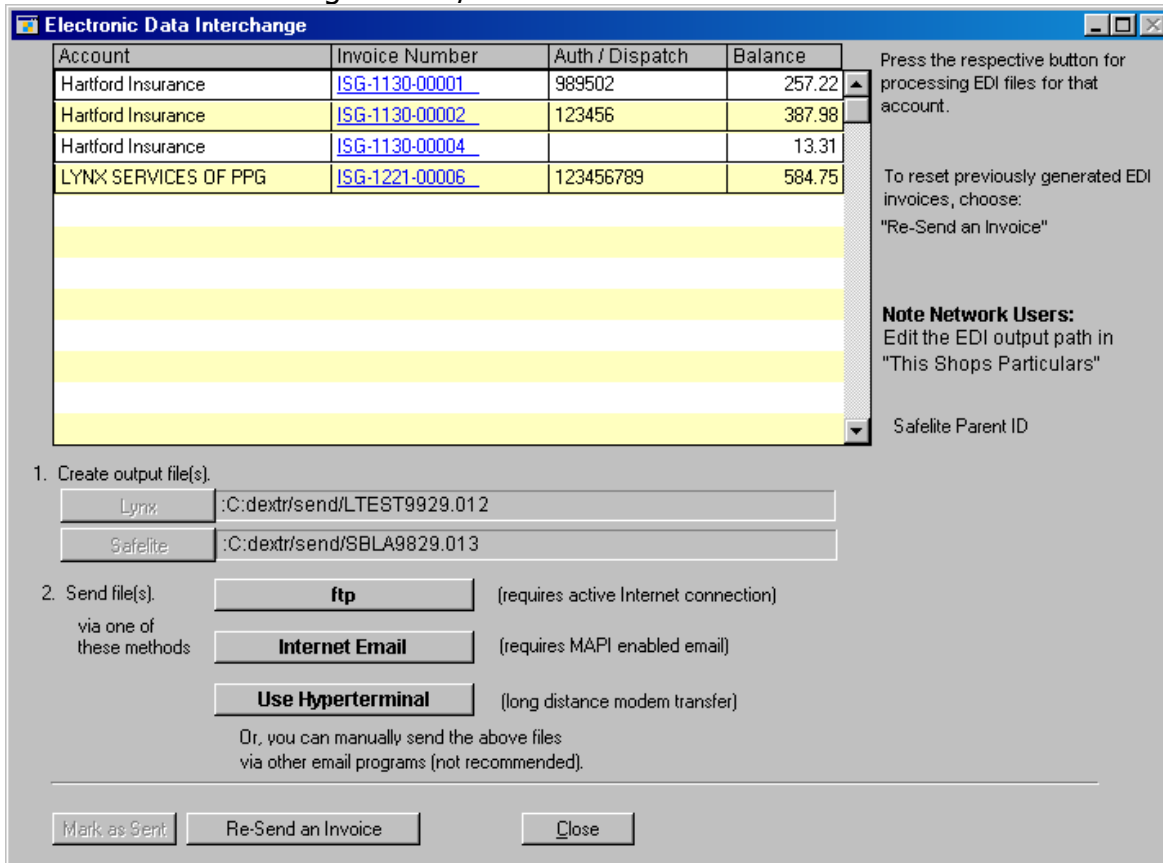 Electronic Data Interchange
Account Invoice Number Auth / Dispatch Balance
Hartford Insurance ISG-1130-00001 989502 257.22
Hartford Insurance ISG-1130-00002 123456 387.98
Hartford Insurance ISG-1130-00004 13.31
LYNX SERVICES OF PPG ISG-1221-00006 123456789 584.75
Press the respective button for
processing EDI files for that
account.
To reset previously generated EDI
invoices, choose:
"Re-Send an Invoice"
Note Network Users:
Edit the EDI output path in
"This Shops Particulars"
Safelite Parent ID
1. Create output file(s).
Lynx :C:dextr/send/LTEST9929.012
Safelite :C:dextr/send/SBLA9829.013
2. Send file(s).
via one of
these methods
ftp (requires active Internet connection)
Internet Email (requires MAPI enabled email)
Use Hyperterminal (long distance modem transfer)
Or, you can manually send the above files
via other email programs (not recommended).
Mark as Sent Re-Send an Invoice Close